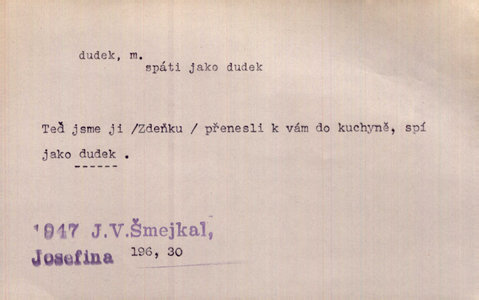 dudek, m.
spáti jako dudek
Teď jsme ji /Zdeňku / přenesli k vám do kuchyně, spí
jako dudek .
1947 J.V.Šmejkal,
Josefina 196, 30